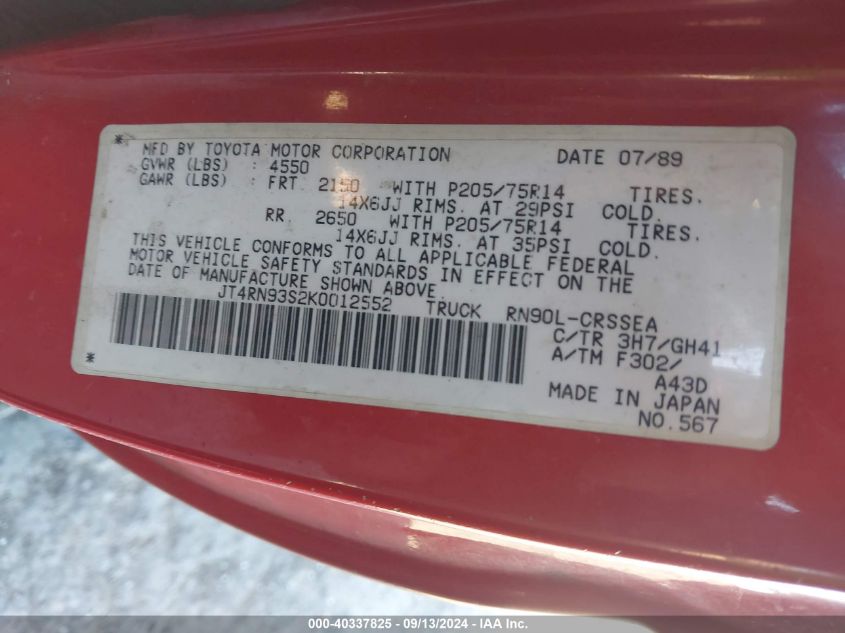 MFD BY TOYOTA MOTOR CORPORATION DATE 07/89
GVWR (LBS) : 4550
GAWR (LBS) : FRT. 2150 WITH P205/75R14 TIRES.
14X6JJ RIMS. AT 29PSI COLD.
RR. 2650 WITH P205/75R14 TIRES.
14X6JJ RIMS. AT 35PSI COLD.
THIS VEHICLE CONFORMS TO ALL APPLICABLE FEDERAL
MOTOR VEHICLE SAFETY STANDARDS IN EFFECT ON THE
DATE OF MANUFACTURE SHOWN ABOVE.
JT4RN93S2K0012552 TRUCK RN90L-CRSSEA
C/TR 3H7/GH41
A/TM F302/
A43D
MADE IN JAPAN
NO.567
000-40337825 - 09/13/2024 - IAA Inc.